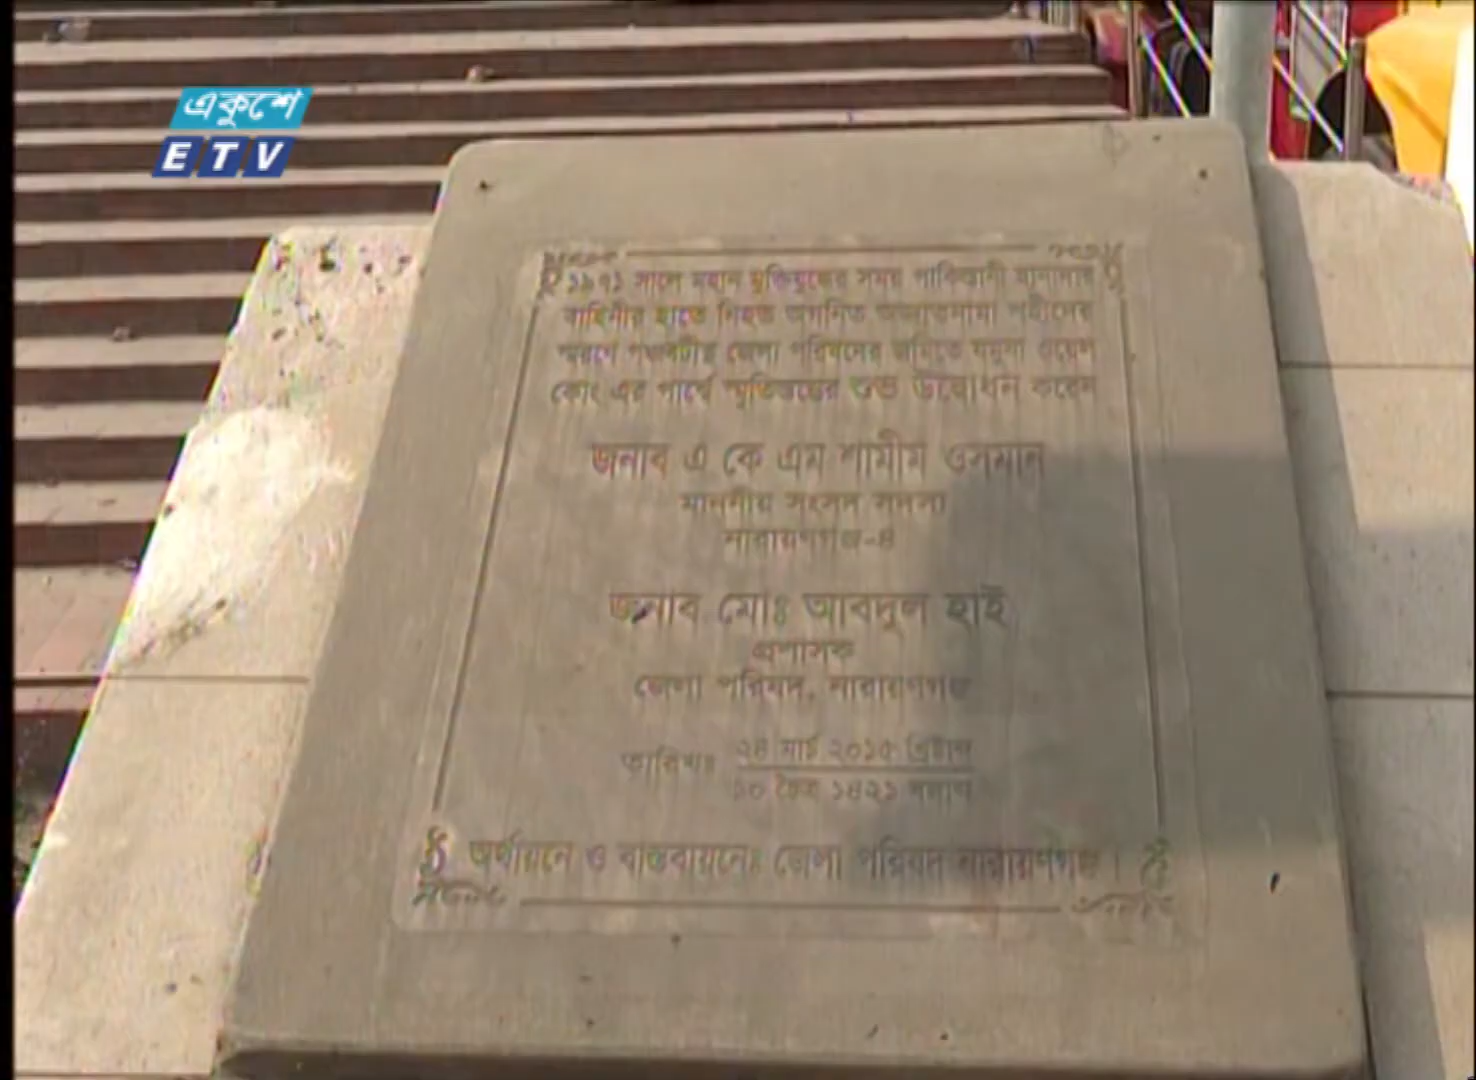 একুশে
ETV
১৯৭১ সালে মহান মুক্তিযুদ্ধের সময় পাকিস্তানী হানাদার
বাহিনীর হাতে নিহত অগনিত অজ্ঞাতনামা শহীদের
স্মরণে পঞ্চবটীস্থ জেলা পরিষদের জমিতে যমুনা ওয়েল
কোং এর পার্শ্বে স্মৃতিস্তম্ভের শুভ উদ্বোধন করেন
জনাব এ কে এম শামীম ওসমান
মাননীয় সংসদ সদস্য
নারায়ণগঞ্জ-৪
জনাব মোঃ আবদুল হাই
প্রশাসক
জেলা পরিষদ, নারায়ণগঞ্জ
তারিখঃ ২৪ মার্চ ২০১৫ খ্রিষ্টাব্দ
১০ চৈত্র ১৪২১ বঙ্গাব্দ
অর্থায়নে ও বাস্তবায়নেঃ জেলা পরিষদ নারায়ণগঞ্জ।